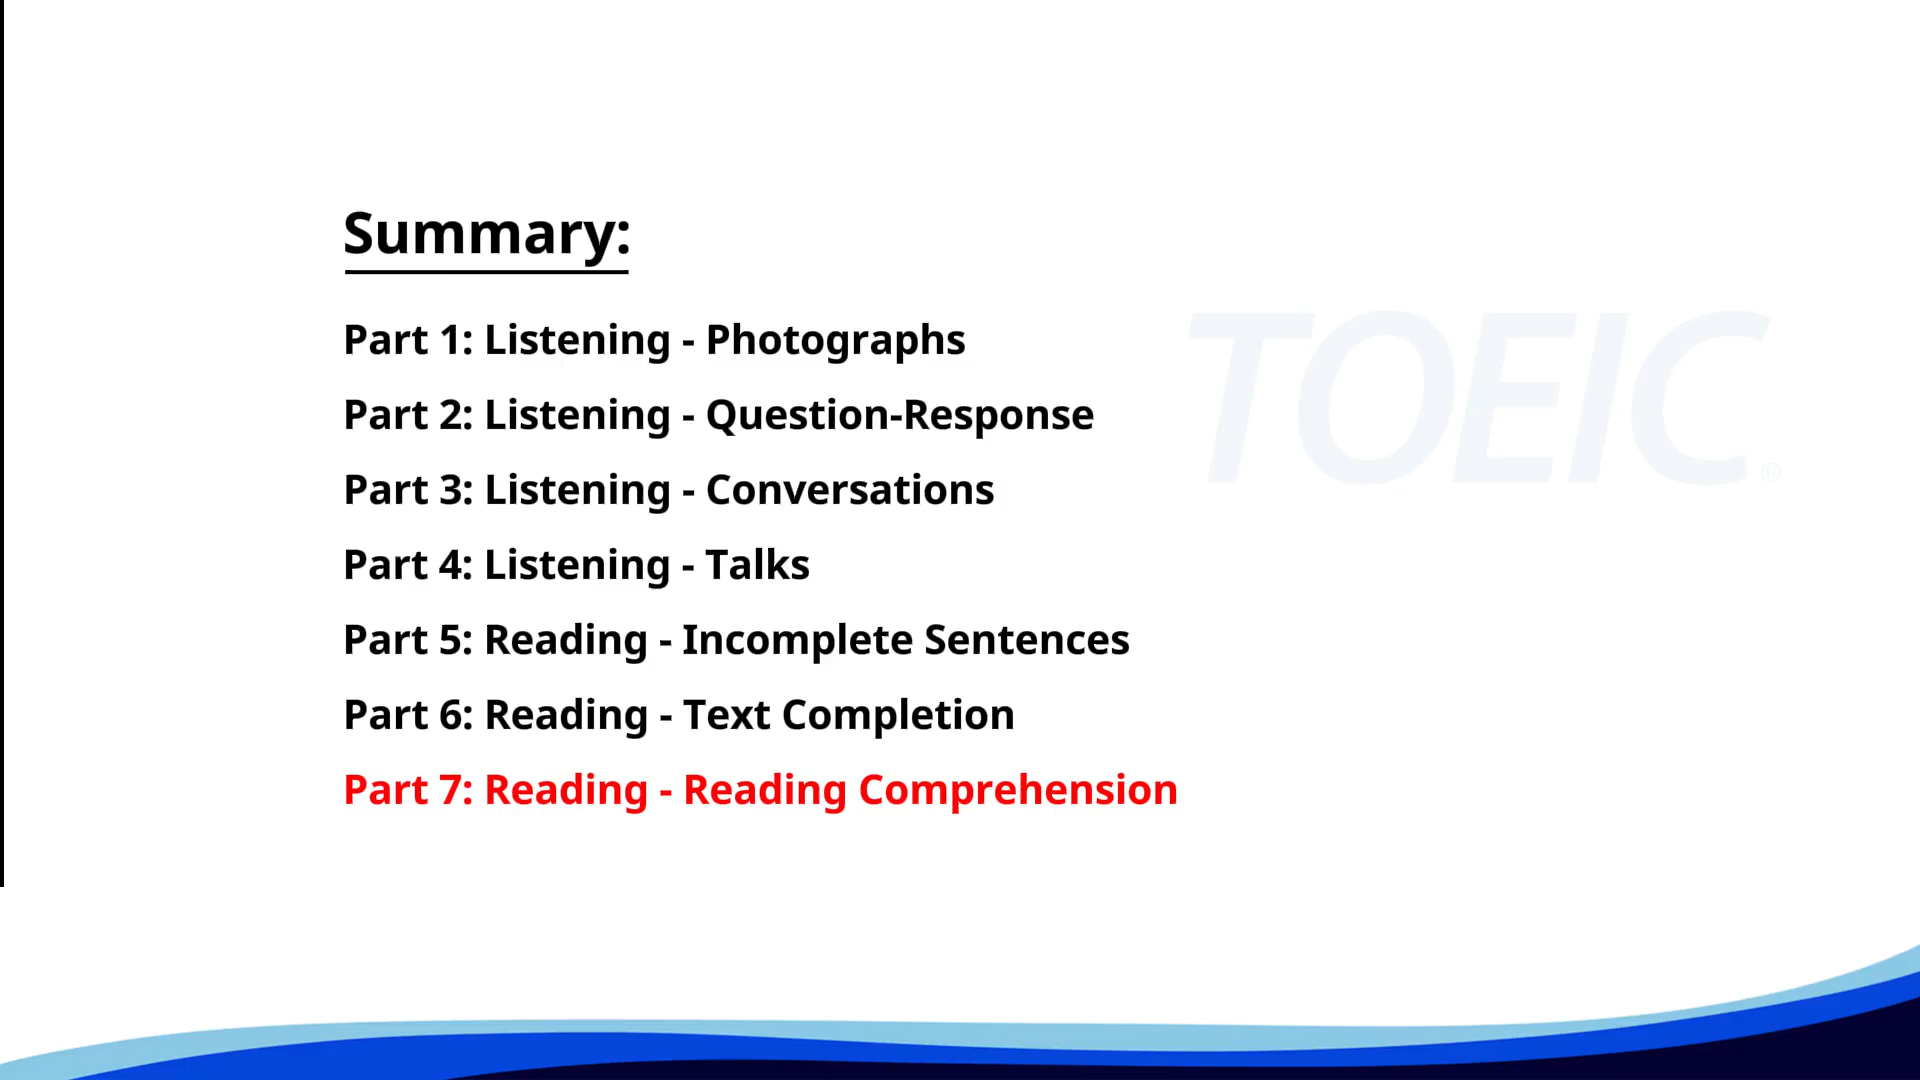 Summary:
Part 1: Listening - Photographs
Part 2: Listening - Question-Response
Part 3: Listening - Conversations
Part 4: Listening - Talks
Part 5: Reading - Incomplete Sentences
Part 6: Reading - Text Completion
Part 7: Reading - Reading Comprehension
TOEIC®